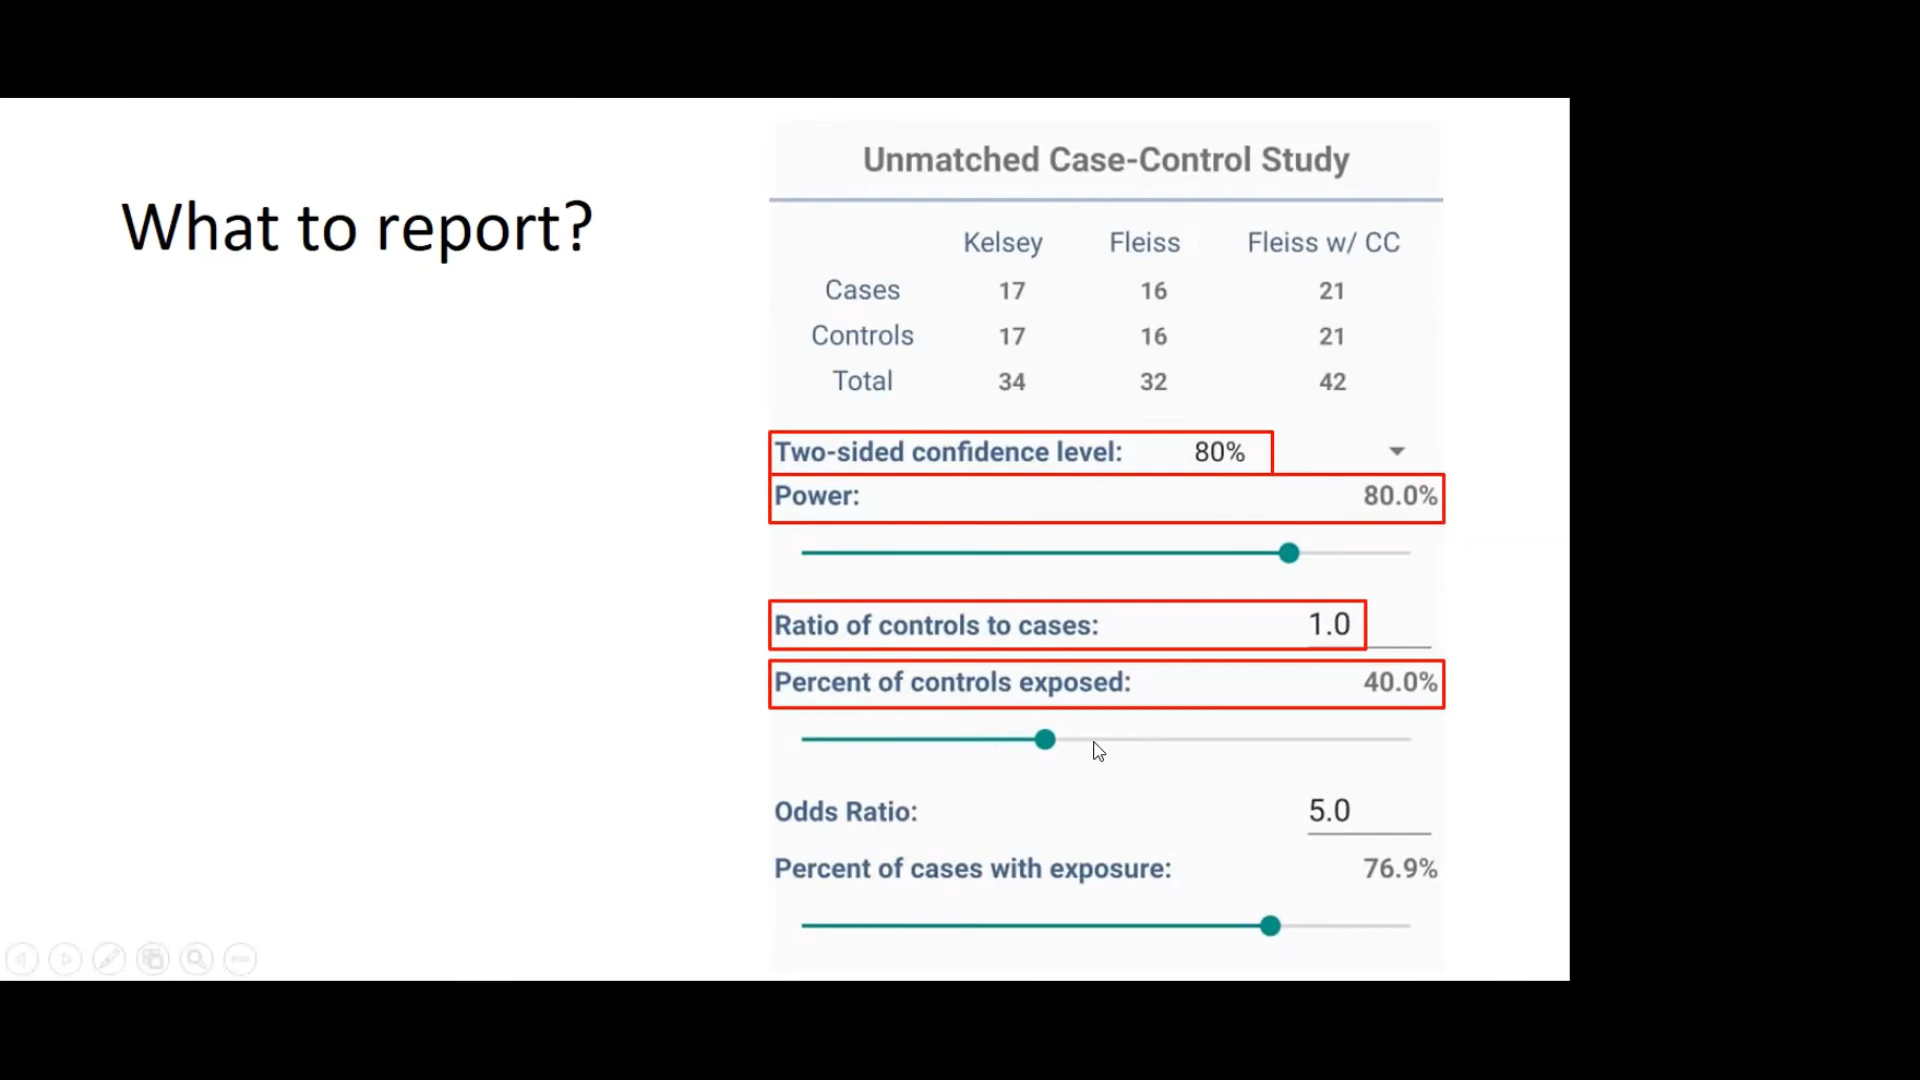 What to report?
Unmatched Case-Control Study
Kelsey Fleiss Fleiss w/ CC
Cases 17 16 21
Controls 17 16 21
Total 34 32 42
Two-sided confidence level: 80%
Power: 80.0%
Ratio of controls to cases: 1.0
Percent of controls exposed: 40.0%
Odds Ratio: 5.0
Percent of cases with exposure: 76.9%